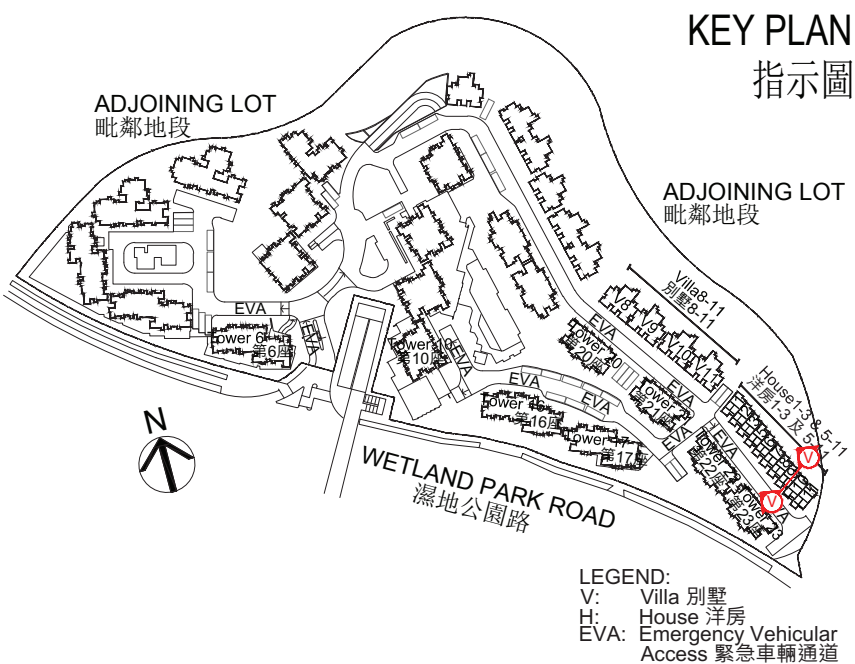 KEY PLAN
指示圖
ADJOINING LOT
毗鄰地段
ADJOINING LOT
毗鄰地段
Villa8-11
別墅8-11
V8
V9
V10
V11
House1-3 & 5-11
洋房1-3 及 5-11
EVA
Tower 6
第6座
EVA
Tower 10
第10座
EVA
EVA
Tower 20
第20座
EVA
EVA
Tower 21
第21座
EVA
EVA
EVA
Tower 16
第16座
Tower 17
第17座
Tower 22
第22座
Tower 23
第23座
EVA
V
V
N
WETLAND PARK ROAD
濕地公園路
LEGEND:
V: Villa 別墅
H: House 洋房
EVA: Emergency Vehicular
Access 緊急車輛通道